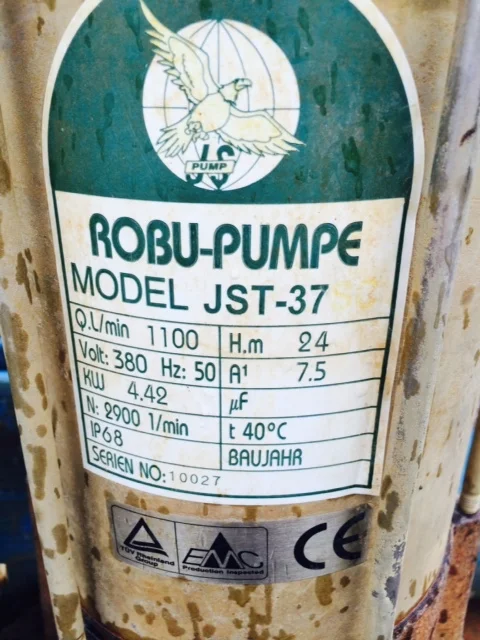 JS
PUMP
ROBU-PUMPE
MODEL JST-37
Q.L/min 1100 H.m 24
Volt: 380 Hz: 50 A¹ 7.5
KW 4.42 µF
N: 2900 1/min t 40°C
IP68 BAUJAHR
SERIEN NO: 10027
TÜV Rheinland
Group
EMC
Production Inspected
CE